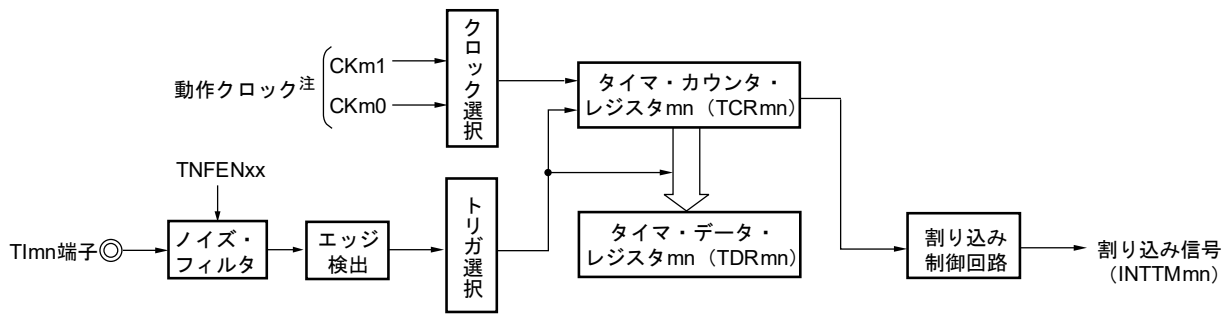 動作クロック注
CKm1
CKm0
クロック選択
タイマ・カウンタ・
レジスタmn（TCRmn）
TNFENxx
TImn端子
ノイズ・
フィルタ
エッジ
検出
トリガ選択
タイマ・データ・
レジスタmn（TDRmn）
割り込み
制御回路
割り込み信号
（INTTMmn）